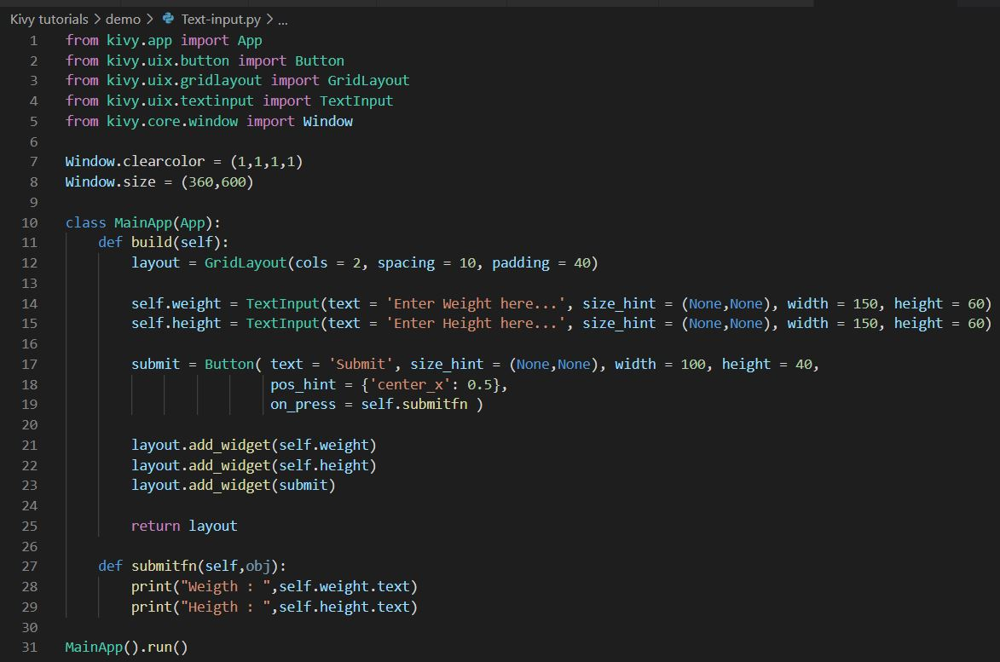 Kivy tutorials > demo > Text-input.py > ...
1 from kivy.app import App
2 from kivy.uix.button import Button
3 from kivy.uix.gridlayout import GridLayout
4 from kivy.uix.textinput import TextInput
5 from kivy.core.window import Window
6
7 Window.clearcolor = (1,1,1,1)
8 Window.size = (360,600)
9
10 class MainApp(App):
11     def build(self):
12         layout = GridLayout(cols = 2, spacing = 10, padding = 40)
13
14         self.weight = TextInput(text = 'Enter Weight here...', size_hint = (None,None), width = 150, height = 60)
15         self.height = TextInput(text = 'Enter Height here...', size_hint = (None,None), width = 150, height = 60)
16
17         submit = Button( text = 'Submit', size_hint = (None,None), width = 100, height = 40,
18                          pos_hint = {'center_x': 0.5},
19                          on_press = self.submitfn )
20
21         layout.add_widget(self.weight)
22         layout.add_widget(self.height)
23         layout.add_widget(submit)
24
25         return layout
26
27     def submitfn(self,obj):
28         print("Weigth : ",self.weight.text)
29         print("Heigth : ",self.height.text)
30
31 MainApp().run()